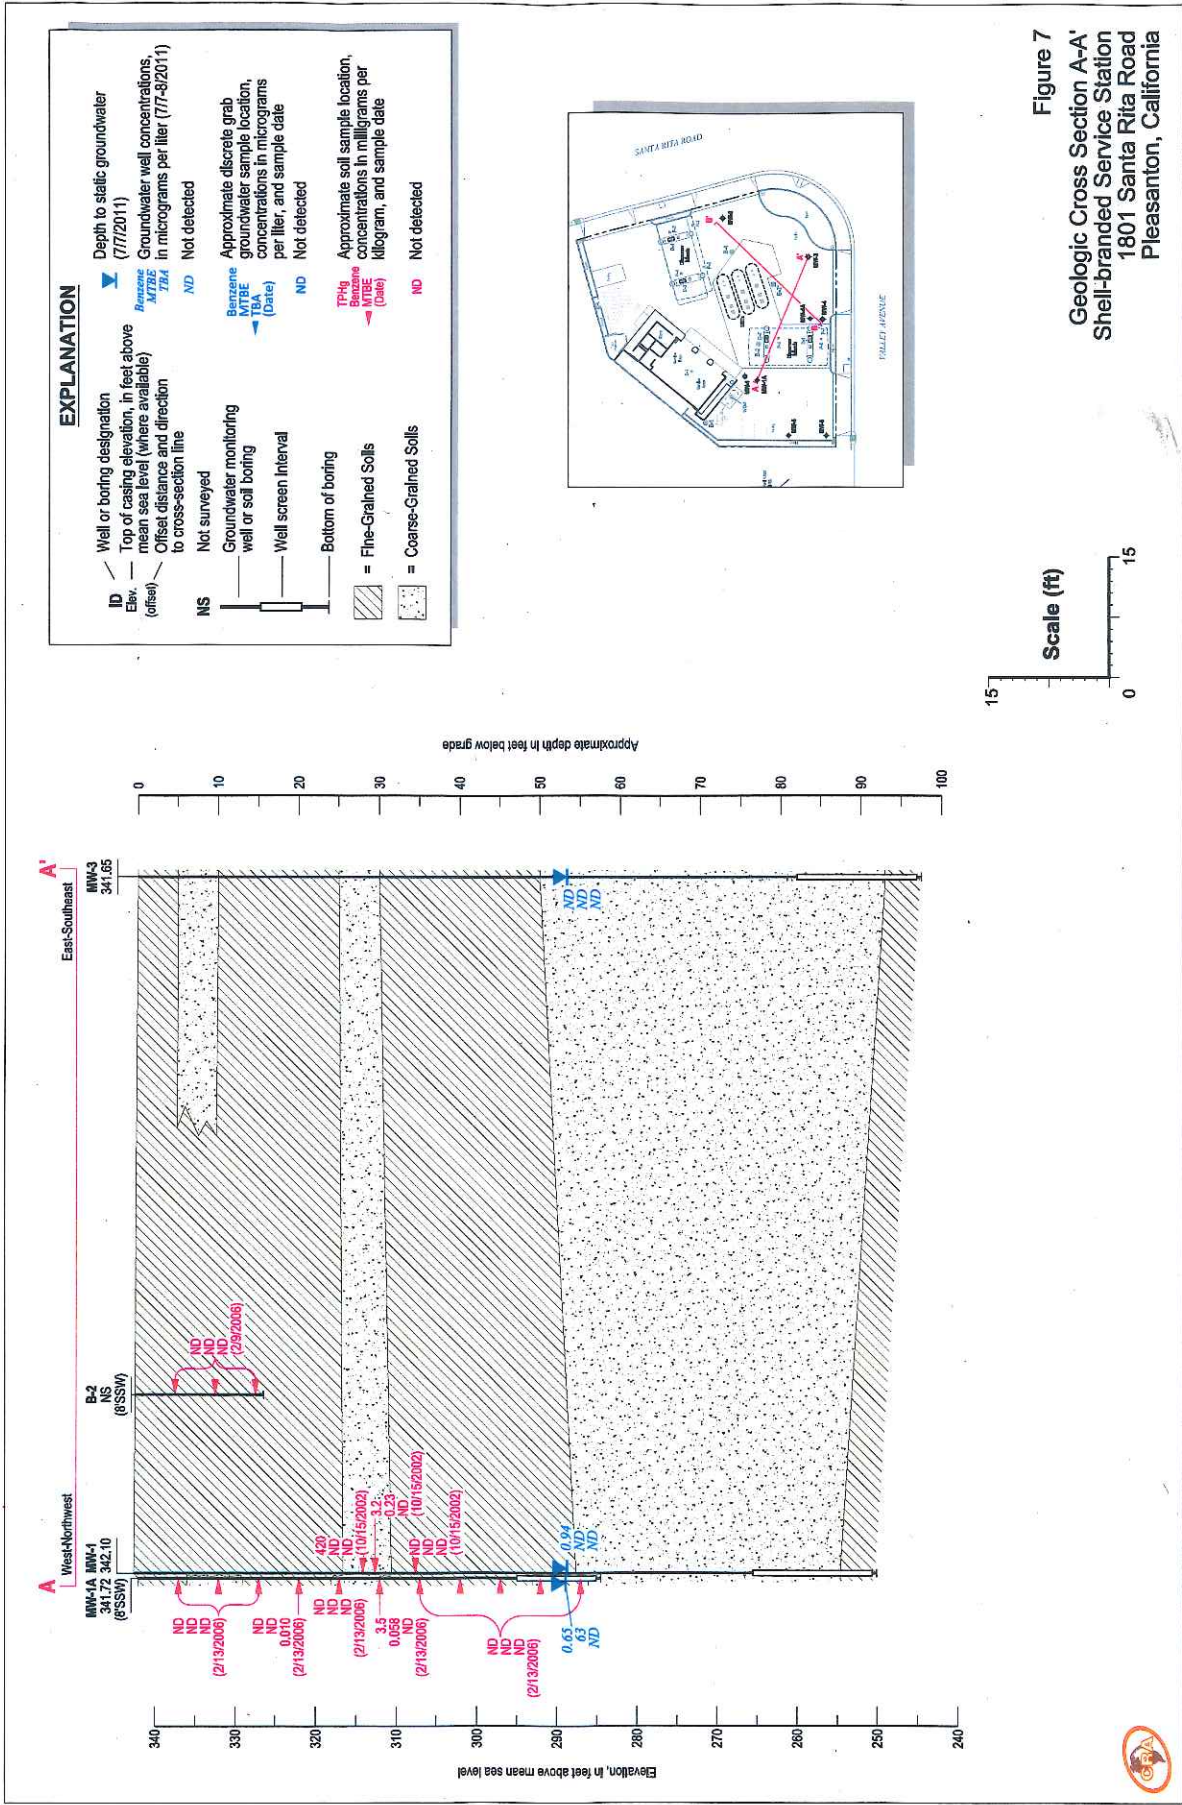 A
West-Northwest
East-Southeast
A'
MW-1A
341.72
(8'SSW)
MW-1
342.10
B-2
NS
(8'SSW)
MW-3
341.65
Elevation, in feet above mean sea level
340
330
320
310
300
290
280
270
260
250
240
Approximate depth in feet below grade
0
10
20
30
40
50
60
70
80
90
100
ND
ND
ND
(2/13/2006)
ND
ND
0.010
(2/13/2006)
ND
ND
ND
(2/13/2006)
3.5
0.058
ND
(2/13/2006)
ND
ND
ND
(2/13/2006)
0.65
63
ND
420
ND
ND
(10/15/2002)
3.2
0.23
ND
(10/15/2002)
ND
ND
ND
(10/15/2002)
0.94
ND
ND
ND
ND
ND
(2/9/2006)
ND
ND
ND
EXPLANATION
ID
Elev.
(offset)
Well or boring designation
Top of casing elevation, in feet above
mean sea level (where available)
Offset distance and direction
to cross-section line
NS
Not surveyed
Groundwater monitoring
well or soil boring
Well screen interval
Bottom of boring
= Fine-Grained Soils
= Coarse-Grained Soils
Depth to static groundwater
(7/7/2011)
Benzene
MTBE
TBA
Groundwater well concentrations,
in micrograms per liter (7/7-8/2011)
ND
Not detected
Benzene
MTBE
TBA
(Date)
Approximate discrete grab
groundwater sample location,
concentrations in micrograms
per liter, and sample date
ND
Not detected
TPHg
Benzene
MTBE
(Date)
Approximate soil sample location,
concentrations in milligrams per
kilogram, and sample date
ND
Not detected
SANTA RITA ROAD
VALLEY AVENUE
A
MW-1A
A'
MW-3
B
B'
Scale (ft)
15
0
15
Figure 7
Geologic Cross Section A-A'
Shell-branded Service Station
1801 Santa Rita Road
Pleasanton, California
CRA